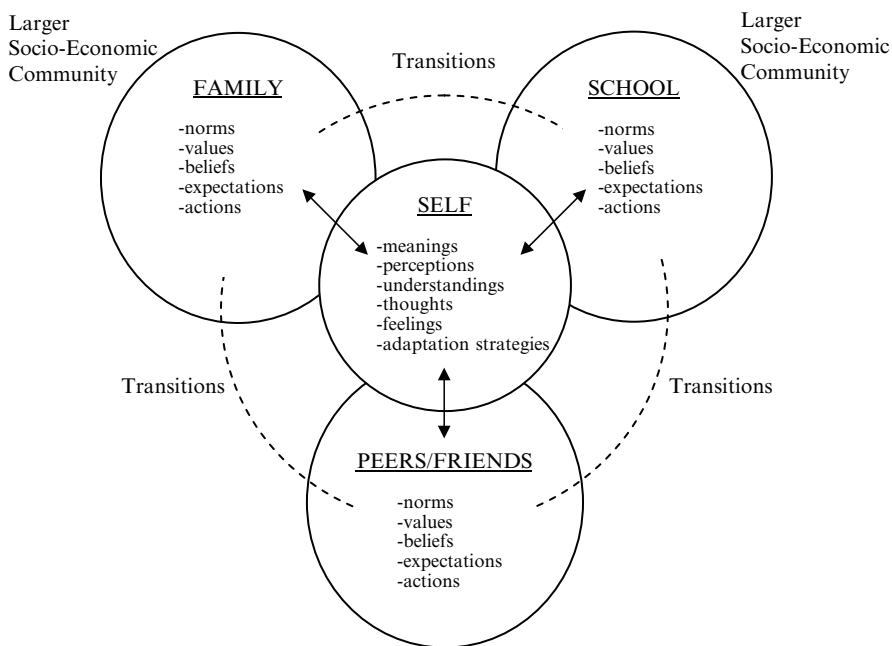 Larger
Socio-Economic
Community
Larger
Socio-Economic
Community
Transitions
FAMILY
-norms
-values
-beliefs
-expectations
-actions
SCHOOL
-norms
-values
-beliefs
-expectations
-actions
SELF
-meanings
-perceptions
-understandings
-thoughts
-feelings
-adaptation strategies
Transitions
Transitions
PEERS/FRIENDS
-norms
-values
-beliefs
-expectations
-actions